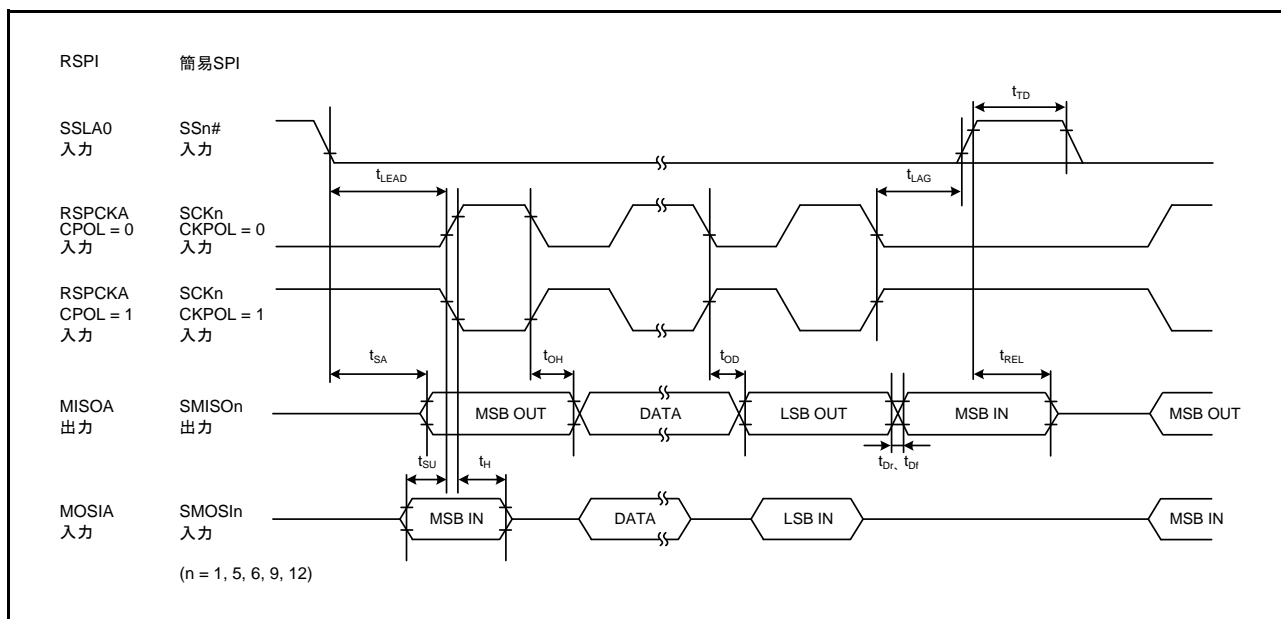 RSPI 簡易SPI
tTD
SSLA0 SSn#
入力 入力
tLEAD tLAG
RSPCKA SCKn
CPOL = 0 CKPOL = 0
入力 入力
RSPCKA SCKn
CPOL = 1 CKPOL = 1
入力 入力
tSA tOH tOD tREL
MISOA SMISOn MSB OUT DATA LSB OUT MSB IN MSB OUT
出力 出力
tSU tH tDr、tDf
MOSIA SMOSIn MSB IN DATA LSB IN MSB IN
入力 入力
(n = 1, 5, 6, 9, 12)